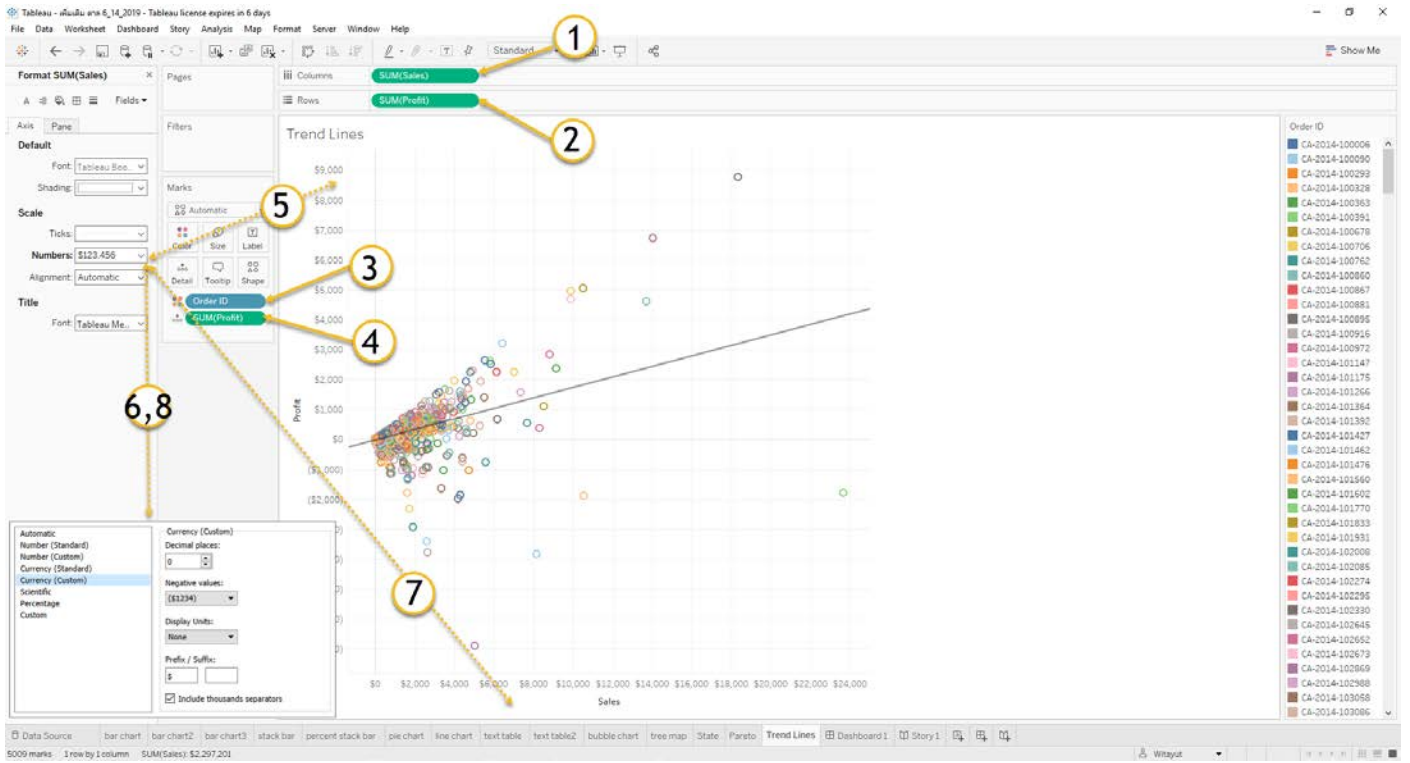 Tableau - เพิ่มเติม ศาล 6_14_2019 - Tableau license expires in 6 days
File Data Worksheet Dashboard Story Analysis Map Format Server Window Help
Standard
Show Me
Format SUM(Sales)
Fields
Axis Pane
Default
Font: Tableau Boo..
Shading:
Scale
Ticks:
Numbers: $123,456
Alignment: Automatic
Title
Font: Tableau Me..
Pages
Filters
Marks
Automatic
Color Size Label
Detail Tooltip Shape
Order ID
SUM(Profit)
Columns SUM(Sales)
Rows SUM(Profit)
Trend Lines
1
2
3
4
5
6,8
7
$9,000
$8,000
$7,000
$6,000
$5,000
$4,000
$3,000
$2,000
$1,000
$0
($1,000)
($2,000)
Profit
$0 $2,000 $4,000 $6,000 $8,000 $10,000 $12,000 $14,000 $16,000 $18,000 $20,000 $22,000 $24,000
Sales
Automatic
Number (Standard)
Number (Custom)
Currency (Standard)
Currency (Custom)
Scientific
Percentage
Custom
Currency (Custom)
Decimal places:
0
Negative values:
($1234)
Display Units:
None
Prefix / Suffix:
$
Include thousands separators
Order ID
CA-2014-100006
CA-2014-100090
CA-2014-100293
CA-2014-100328
CA-2014-100363
CA-2014-100391
CA-2014-100678
CA-2014-100706
CA-2014-100762
CA-2014-100860
CA-2014-100867
CA-2014-100881
CA-2014-100895
CA-2014-100916
CA-2014-100972
CA-2014-101147
CA-2014-101175
CA-2014-101266
CA-2014-101364
CA-2014-101392
CA-2014-101427
CA-2014-101462
CA-2014-101476
CA-2014-101560
CA-2014-101602
CA-2014-101770
CA-2014-101833
CA-2014-101931
CA-2014-102008
CA-2014-102085
CA-2014-102274
CA-2014-102295
CA-2014-102330
CA-2014-102645
CA-2014-102652
CA-2014-102673
CA-2014-102869
CA-2014-102988
CA-2014-103058
CA-2014-103086
Data Source bar chart bar chart2 bar chart3 stack bar percent stack bar pie chart line chart text table text table2 bubble chart tree map State Pareto Trend Lines Dashboard 1 Story 1
5009 marks 1 row by 1 column SUM(Sales): $2,297,201
Witayut